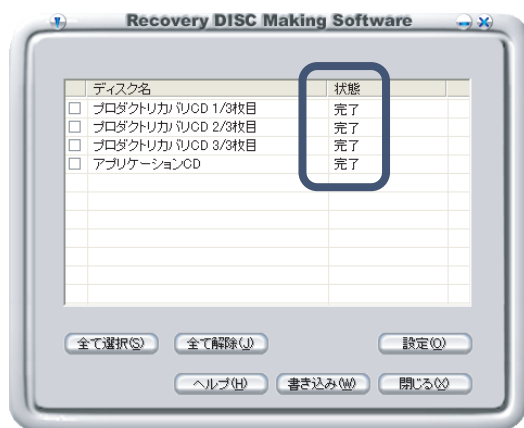 Recovery DISC Making Software
ディスク名 状態
プロダクトリカバリCD 1/3枚目 完了
プロダクトリカバリCD 2/3枚目 完了
プロダクトリカバリCD 3/3枚目 完了
アプリケーションCD 完了
全て選択(S) 全て解除(J) 設定(O)
ヘルプ(H) 書き込み(W) 閉じる(X)